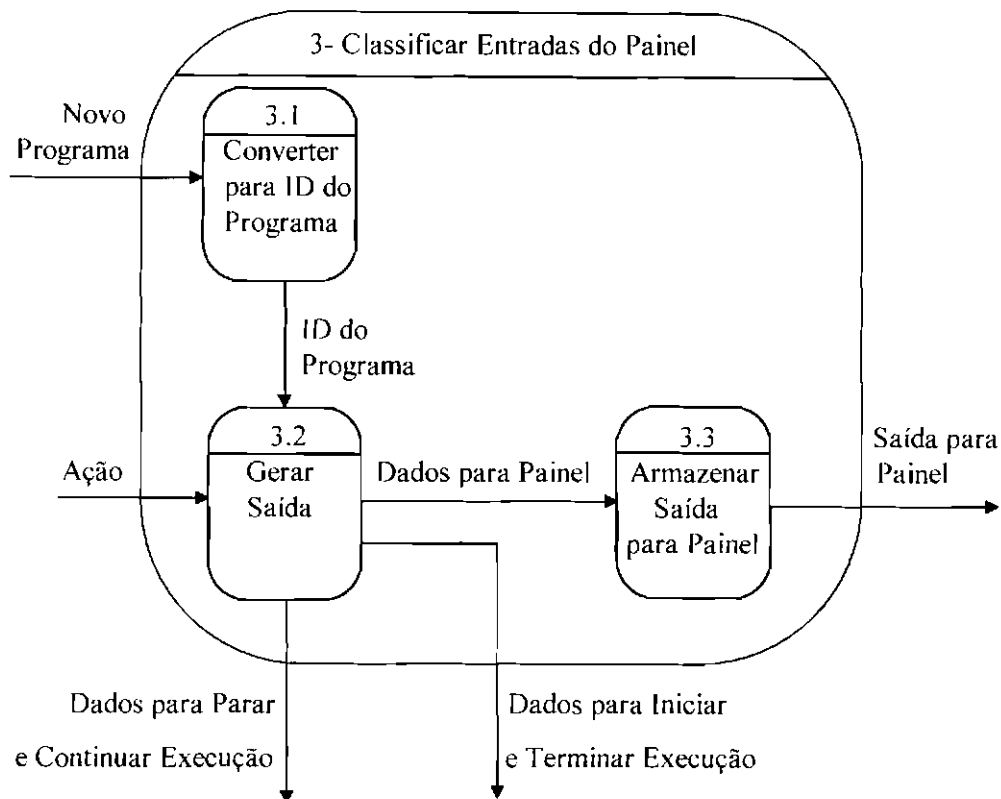 3- Classificar Entradas do Painel
Novo
Programa
3.1
Converter
para ID do
Programa
ID do
Programa
Ação
3.2
Gerar
Saída
Dados para Painel
3.3
Armazenar
Saída
para Painel
Saída para
Painel
Dados para Parar
e Continuar Execução
Dados para Iniciar
e Terminar Execução